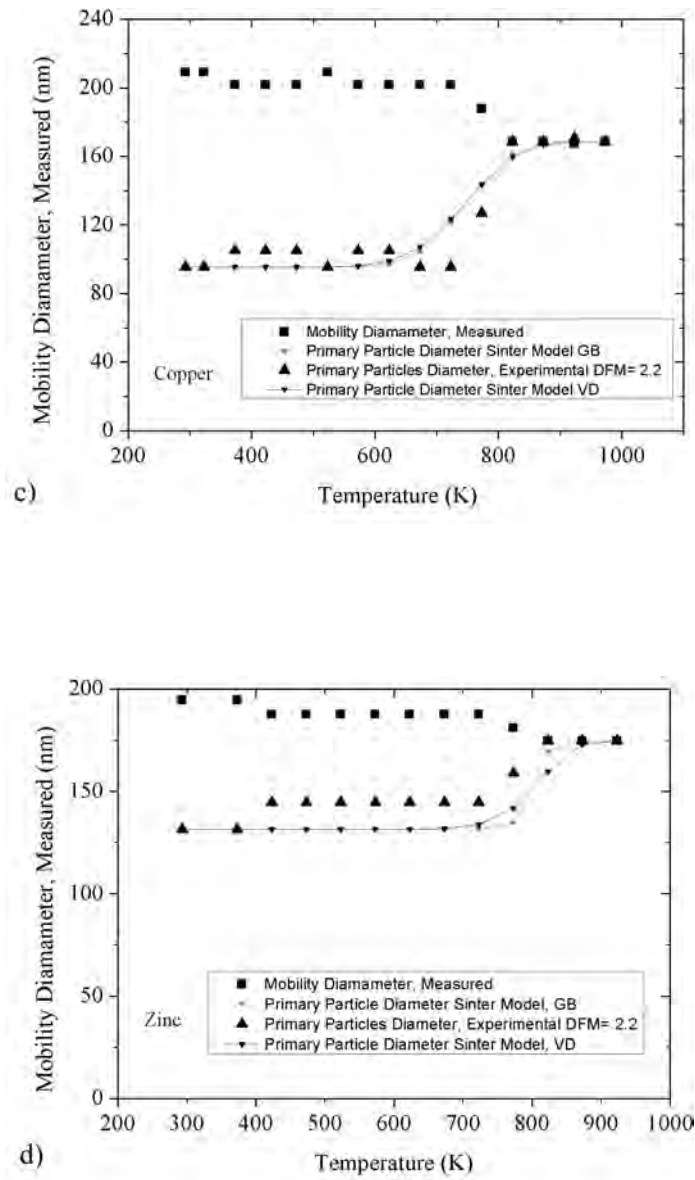 240
200
160
120
80
40
0
Mobility Diamameter, Measured (nm)
Mobility Diamameter, Measured
Primary Particle Diameter Sinter Model GB
Primary Particles Diameter, Experimental DFM= 2.2
Primary Particle Diameter Sinter Model VD
Copper
200 400 600 800 1000
Temperature (K)
c)
200
150
100
50
0
Mobility Diamameter, Measured (nm)
Mobility Diamameter, Measured
Primary Particle Diameter Sinter Model, GB
Primary Particles Diameter, Experimental DFM= 2.2
Primary Particle Diameter Sinter Model, VD
Zinc
200 300 400 500 600 700 800 900 1000
Temperature (K)
d)